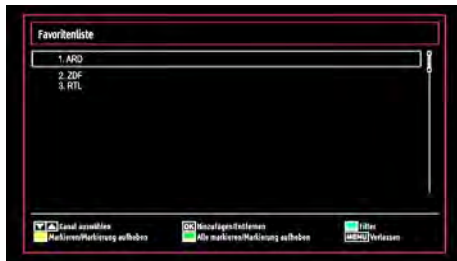 Favoritenliste
1. ARD
2. ZDF
3. RTL
Kanal auswählen
OK Hinzufügen/Entfernen
Filter
Markieren/Markierung aufheben
Alle markieren/Markierung aufheben
MENU Verlassen